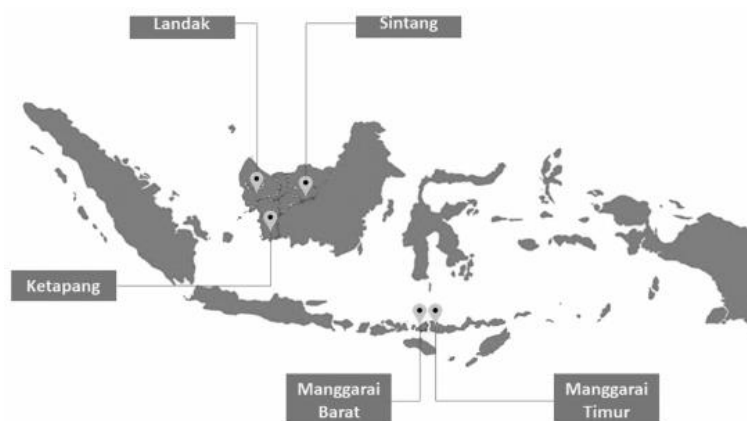 Landak
Sintang
Ketapang
Manggarai
Barat
Manggarai
Timur